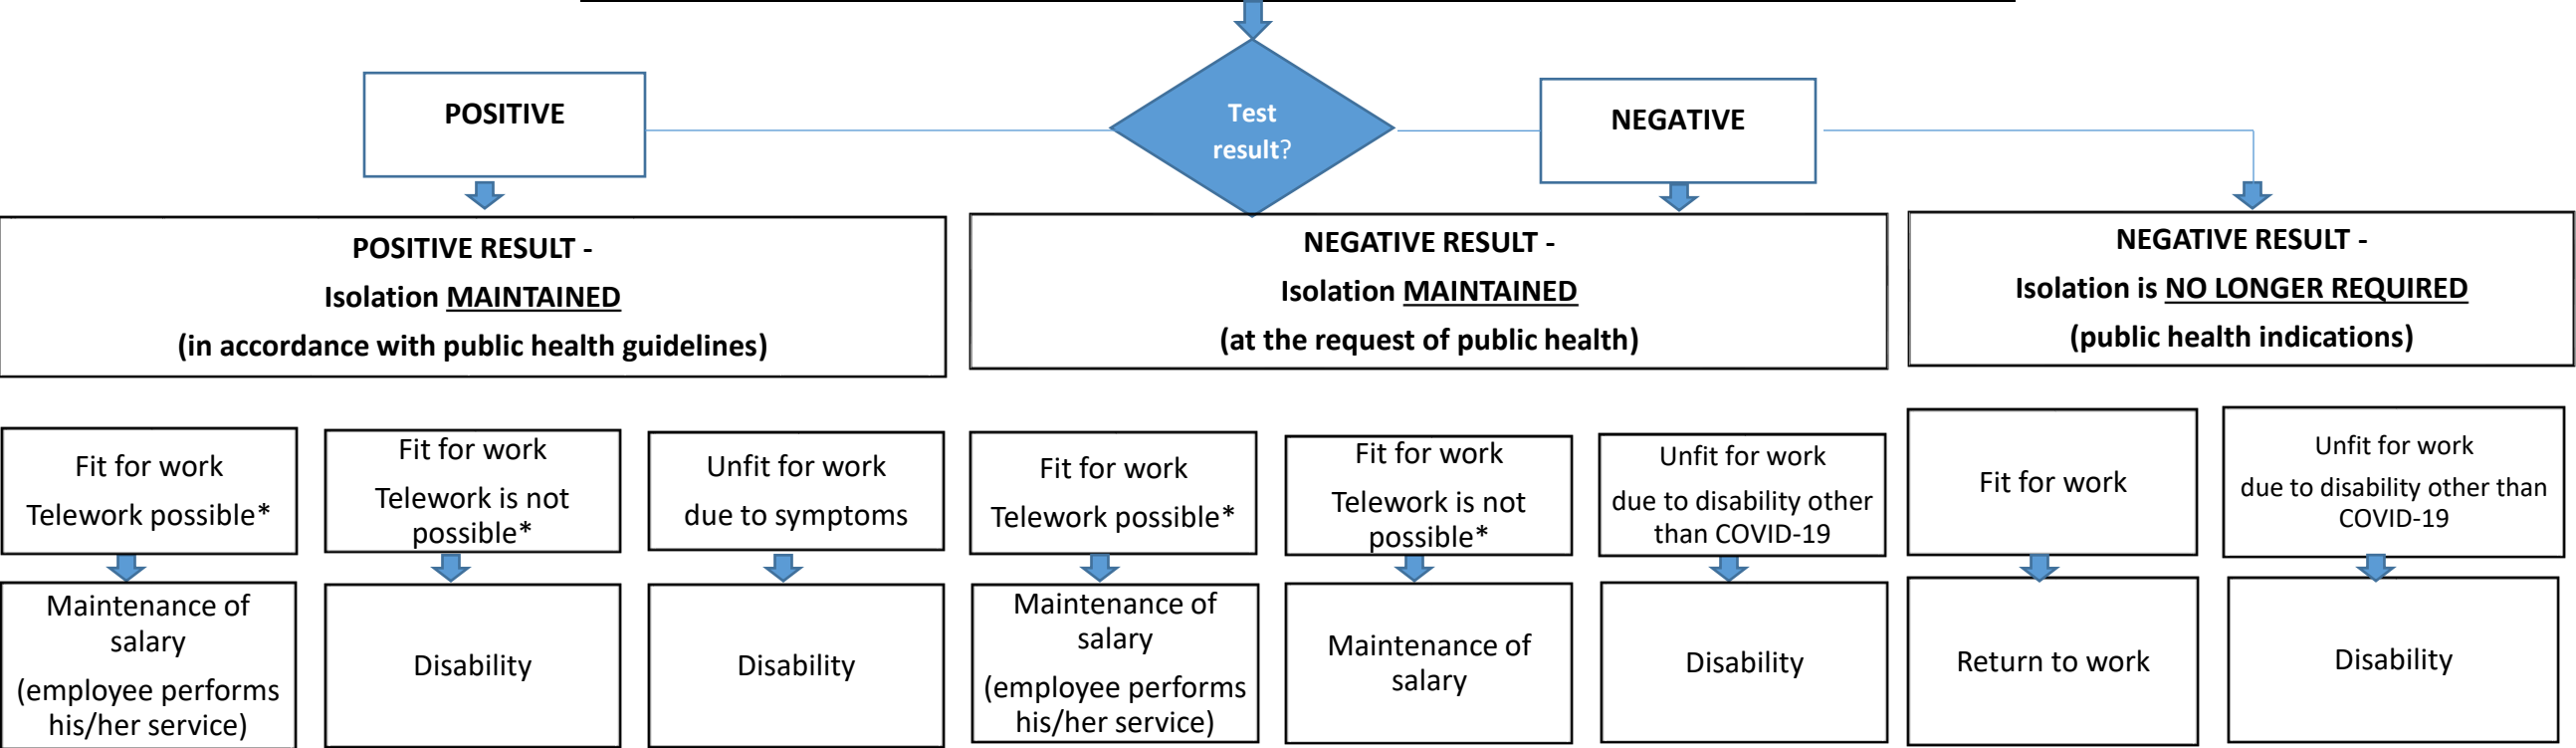 POSITIVE
Test
result?
NEGATIVE
POSITIVE RESULT -
Isolation MAINTAINED
(in accordance with public health guidelines)
NEGATIVE RESULT -
Isolation MAINTAINED
(at the request of public health)
NEGATIVE RESULT -
Isolation is NO LONGER REQUIRED
(public health indications)
Fit for work
Telework possible*
Fit for work
Telework is not
possible*
Unfit for work
due to symptoms
Fit for work
Telework possible*
Fit for work
Telework is not
possible*
Unfit for work
due to disability other
than COVID-19
Fit for work
Unfit for work
due to disability other than
COVID-19
Maintenance of
salary
(employee performs
his/her service)
Disability
Disability
Maintenance of
salary
(employee performs
his/her service)
Maintenance of
salary
Disability
Return to work
Disability